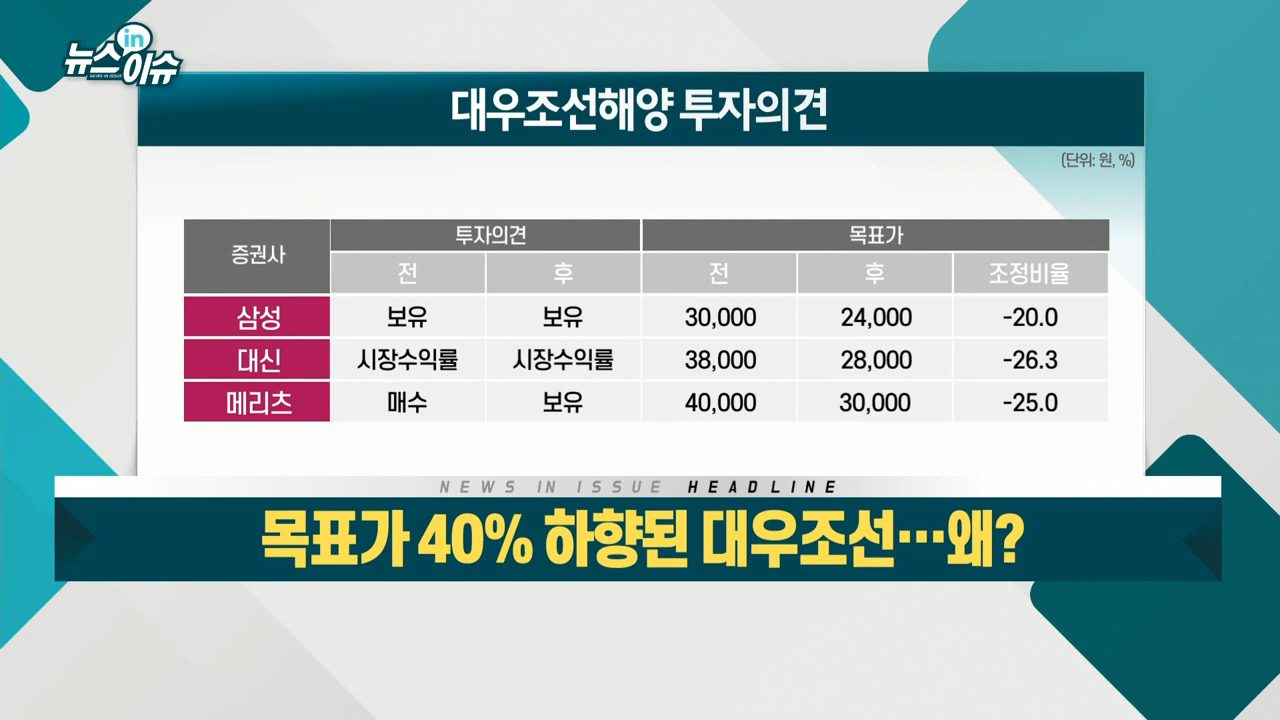 뉴스in이슈
NEWS IN ISSUE
대우조선해양 투자의견
(단위: 원, %)
증권사 투자의견 목표가
전 후 전 후 조정비율
삼성 보유 보유 30,000 24,000 -20.0
대신 시장수익률 시장수익률 38,000 28,000 -26.3
메리츠 매수 보유 40,000 30,000 -25.0
NEWS IN ISSUE HEADLINE
목표가 40% 하향된 대우조선…왜?